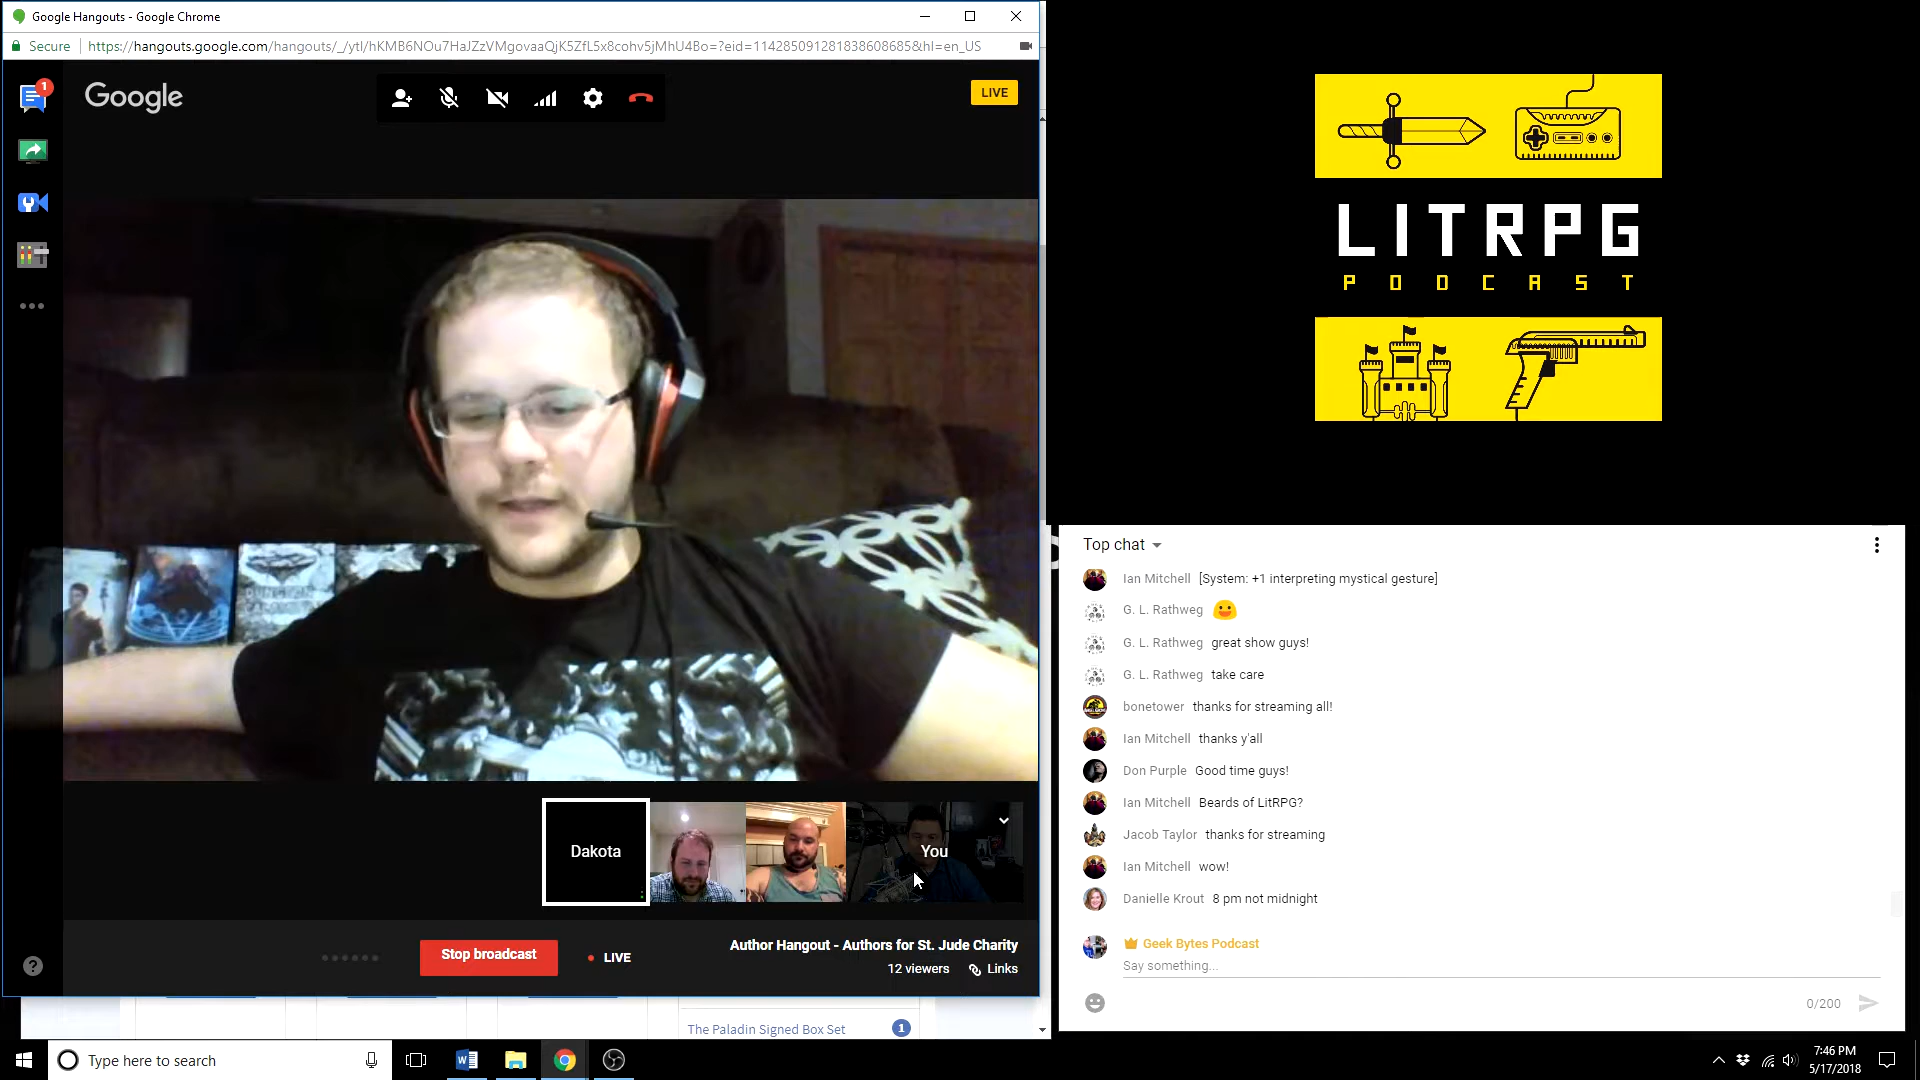 Google Hangouts - Google Chrome
Secure
https://hangouts.google.com/hangouts/_/ytl/hKMB6NOu7HaJZzVMgovaaQjK5ZfL5x8cohv5jMhU4Bo=?eid=114285091281838608685&hl=en_US
1
Google
LIVE
LITRPG
PODCAST
Dakota
You
Stop broadcast
LIVE
Author Hangout - Authors for St. Jude Charity
12 viewers
Links
The Paladin Signed Box Set
1
Top chat
Ian Mitchell [System: +1 interpreting mystical gesture]
G. L. Rathweg
G. L. Rathweg great show guys!
G. L. Rathweg take care
bonetower thanks for streaming all!
Ian Mitchell thanks y'all
Don Purple Good time guys!
Ian Mitchell Beards of LitRPG?
Jacob Taylor thanks for streaming
Ian Mitchell wow!
Danielle Krout 8 pm not midnight
Geek Bytes Podcast
Say something...
0/200
Type here to search
7:46 PM
5/17/2018